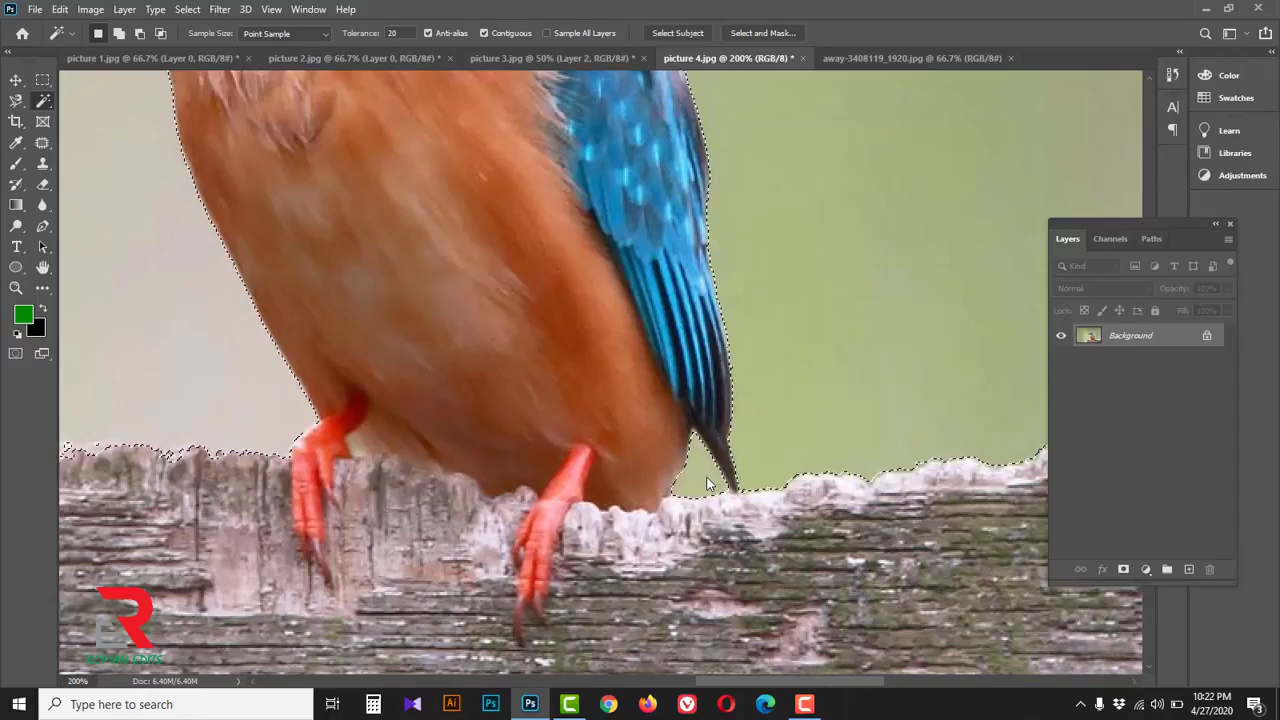 Ps File Edit Image Layer Type Select Filter 3D View Window Help
Sample Size: Point Sample Tolerance: 20 Anti-alias Contiguous Sample All Layers Select Subject Select and Mask...
picture 1.jpg @ 66.7% (Layer 0, RGB/8#) * × picture 2.jpg @ 66.7% (Layer 0, RGB/8#) * × picture 3.jpg @ 50% (Layer 2, RGB/8#) * × picture 4.jpg @ 200% (RGB/8) * × away-3408119_1920.jpg @ 66.7% (RGB/8#) ×
Color
Swatches
Learn
Libraries
Adjustments
Layers Channels Paths
Kind
Normal Opacity: 100%
Lock: Fill: 100%
Background
200% Doc: 6.40M/6.40M
Type here to search
10:22 PM
4/27/2020
3